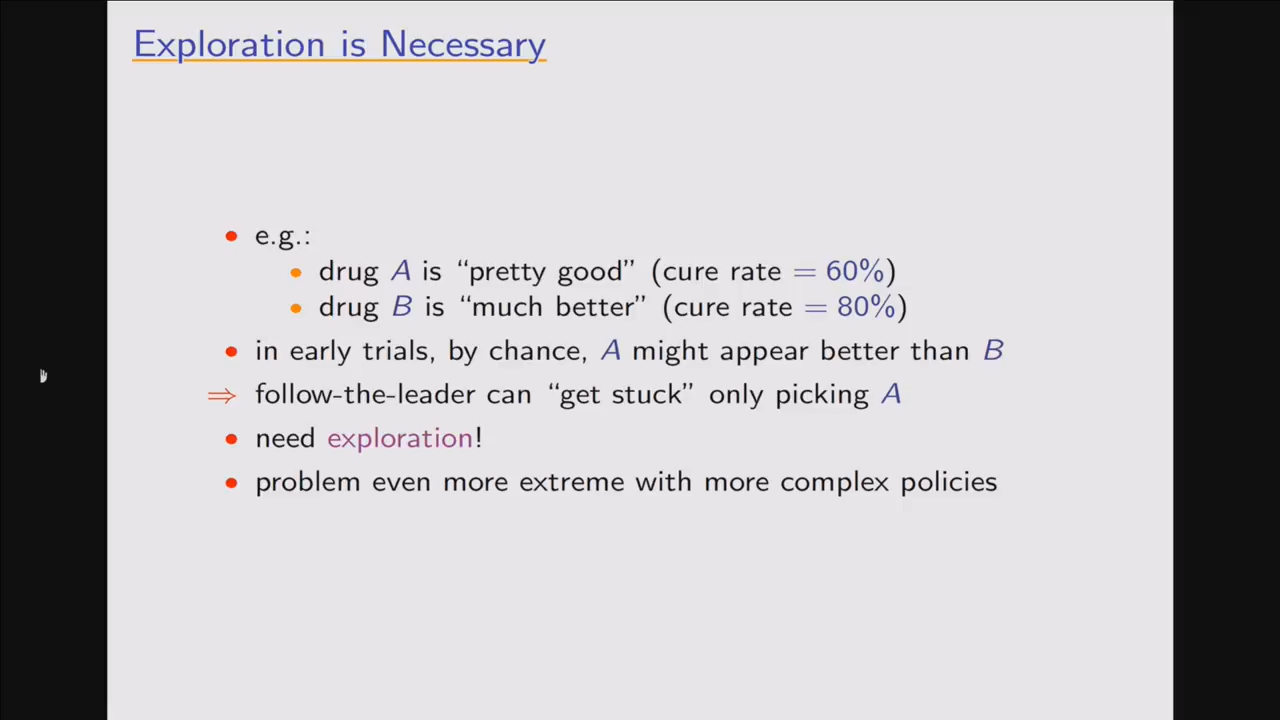 Exploration is Necessary
• e.g.:
• drug A is “pretty good” (cure rate = 60%)
• drug B is “much better” (cure rate = 80%)
• in early trials, by chance, A might appear better than B
⇒ follow-the-leader can “get stuck” only picking A
• need exploration!
• problem even more extreme with more complex policies